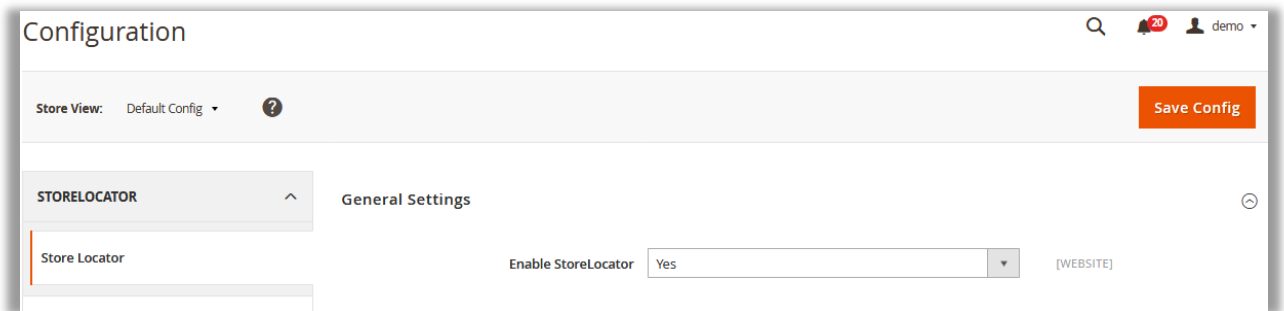 Configuration
20
demo
Store View: Default Config ?
Save Config
STORELOCATOR
General Settings
Store Locator
Enable StoreLocator Yes [WEBSITE]